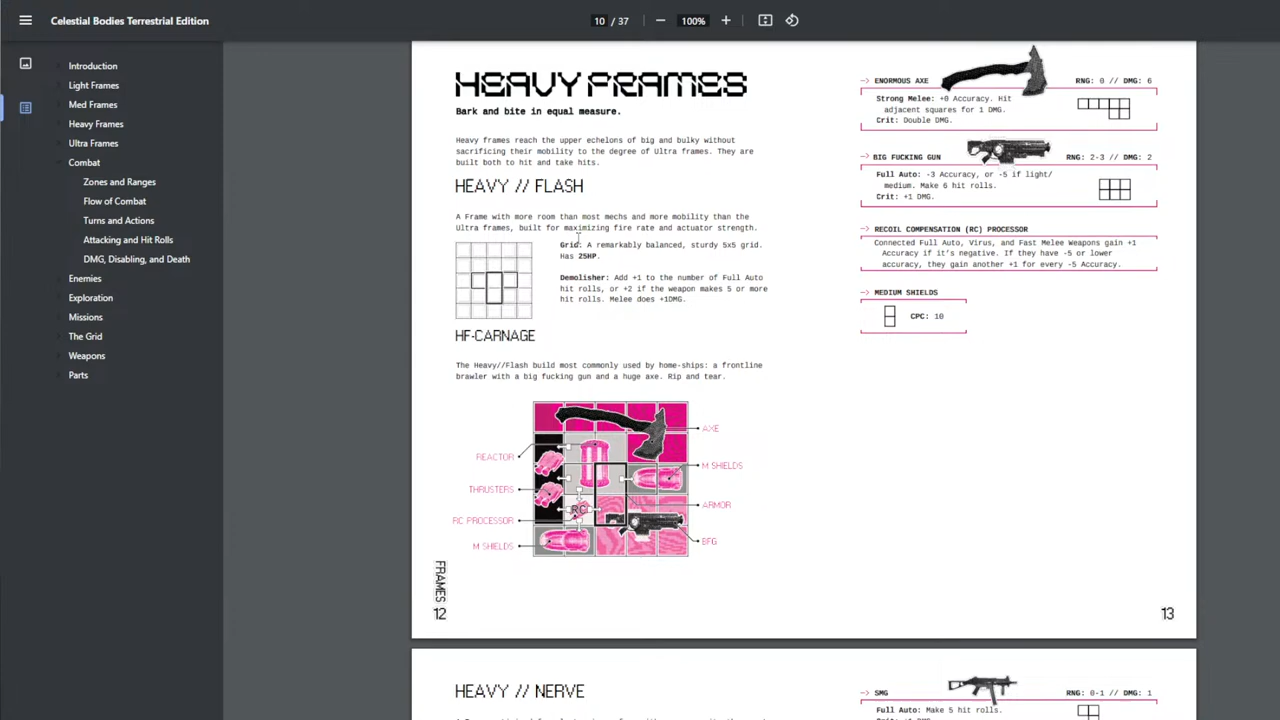 Celestial Bodies Terrestrial Edition
10 / 37
100%
Introduction
Light Frames
Med Frames
Heavy Frames
Ultra Frames
Combat
Zones and Ranges
Flow of Combat
Turns and Actions
Attacking and Hit Rolls
DMG, Disabling, and Death
Enemies
Exploration
Missions
The Grid
Weapons
Parts
HEAVY FRAMES
Bark and bite in equal measure.
Heavy frames reach the upper echelons of big and bulky without
sacrificing their mobility to the degree of Ultra frames. They are
built both to hit and take hits.
HEAVY // FLASH
A Frame with more room than most mechs and more mobility than the
Ultra frames, built for maximizing fire rate and actuator strength.
Grid: A remarkably balanced, sturdy 5x5 grid.
Has 25HP.
Demolisher: Add +1 to the number of Full Auto
hit rolls, or +2 if the weapon makes 5 or more
hit rolls. Melee does +1DMG.
HF-CARNAGE
The Heavy//Flash build most commonly used by home-ships: a frontline
brawler with a big fucking gun and a huge axe. Rip and tear.
REACTOR
THRUSTERS
RC PROCESSOR
M SHIELDS
RC
AXE
M SHIELDS
ARMOR
BFG
FRAMES
12
ENORMOUS AXE
RNG: 0 // DMG: 6
Strong Melee: +0 Accuracy. Hit
adjacent squares for 1 DMG.
Crit: Double DMG.
BIG FUCKING GUN
RNG: 2-3 // DMG: 2
Full Auto: -3 Accuracy, or -5 if light/
medium. Make 6 hit rolls.
Crit: +1 DMG.
RECOIL COMPENSATION (RC) PROCESSOR
Connected Full Auto, Virus, and Fast Melee Weapons gain +1
Accuracy if it's negative. If they have -5 or lower
accuracy, they gain another +1 for every -5 Accuracy.
MEDIUM SHIELDS
CPC: 10
13
HEAVY // NERVE
SMG
RNG: 0-1 // DMG: 1
Full Auto: Make 5 hit rolls.